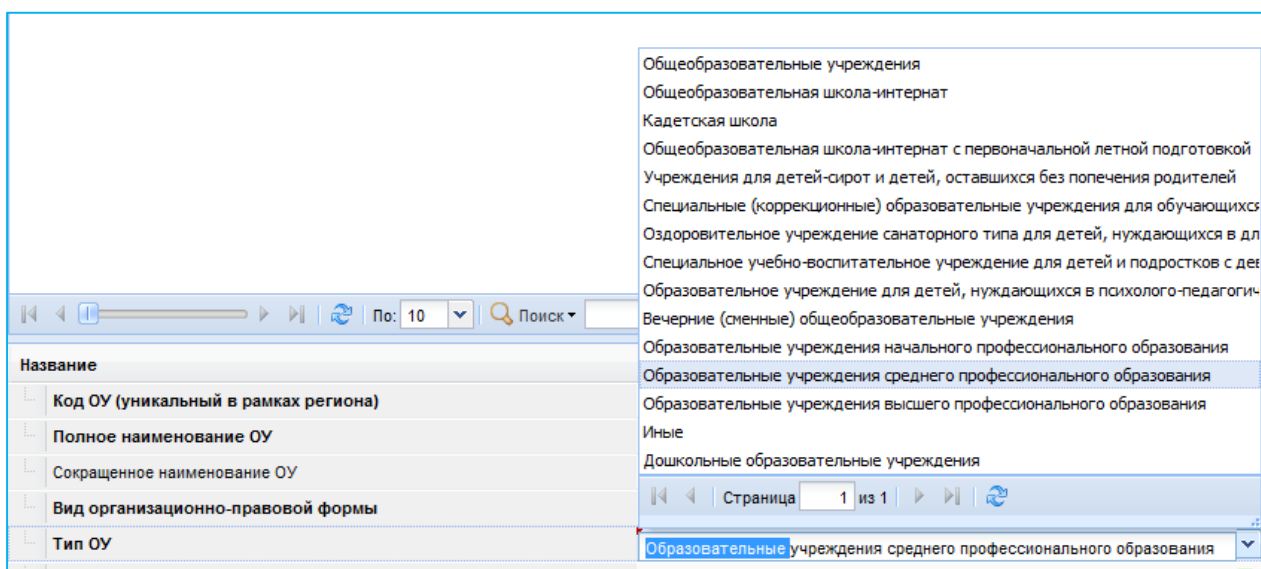 Общеобразовательные учреждения
Общеобразовательная школа-интернат
Кадетская школа
Общеобразовательная школа-интернат с первоначальной летной подготовкой
Учреждения для детей-сирот и детей, оставшихся без попечения родителей
Специальные (коррекционные) образовательные учреждения для обучающихся
Оздоровительное учреждение санаторного типа для детей, нуждающихся в дл
Специальное учебно-воспитательное учреждение для детей и подростков с дев
Образовательное учреждение для детей, нуждающихся в психолого-педагогич
Вечерние (сменные) общеобразовательные учреждения
Образовательные учреждения начального профессионального образования
Образовательные учреждения среднего профессионального образования
Образовательные учреждения высшего профессионального образования
Иные
Дошкольные образовательные учреждения
Страница 1 из 1
По: 10 Поиск
Название
Код ОУ (уникальный в рамках региона)
Полное наименование ОУ
Сокращенное наименование ОУ
Вид организационно-правовой формы
Тип ОУ
Образовательные учреждения среднего профессионального образования